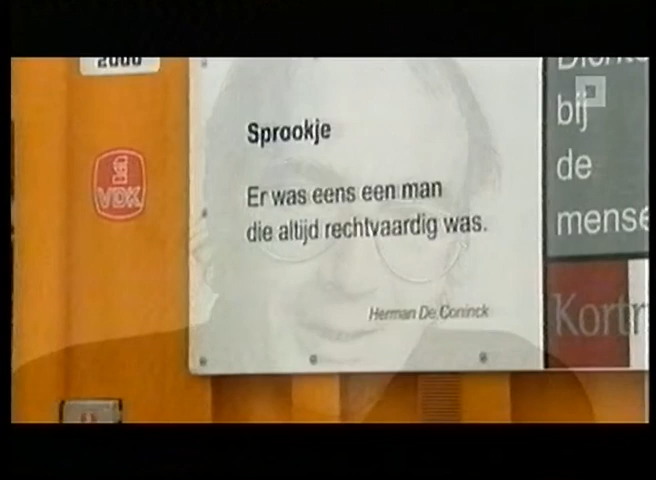 2000
VDK
Sprookje
Er was eens een man
die altijd rechtvaardig was.
Herman De Coninck
bij
de
mense
Kortr
P